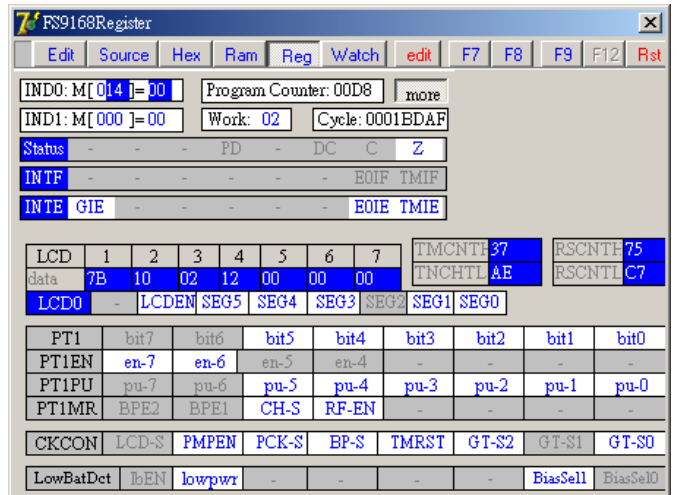 FS9168Register
Edit Source Hex Ram Reg Watch edit F7 F8 F9 F12 Rst
IND0: M[ 014 ]= 00 Program Counter: 00D8 more
IND1: M[ 000 ]= 00 Work: 02 Cycle: 0001BDAF
Status - - - PD - DC C Z
INTF - - - - - - E0IF TMIF
INTE GIE - - - - - E0IE TMIE
LCD 1 2 3 4 5 6 7 TMCNTH 37 RSCNTH 75
data 7B 10 02 12 00 00 00 TNCHTL AE RSCNTL C7
LCD0 - LCDEN SEG5 SEG4 SEG3 SEG2 SEG1 SEG0
PT1 bit7 bit6 bit5 bit4 bit3 bit2 bit1 bit0
PT1EN en-7 en-6 en-5 en-4 - - - -
PT1PU pu-7 pu-6 pu-5 pu-4 pu-3 pu-2 pu-1 pu-0
PT1MR BPE2 BPE1 CH-S RF-EN - - - -
CKCON LCD-S PMPEN PCK-S BP-S TMRST GT-S2 GT-S1 GT-S0
LowBatDct lbEN lowpwr - - - - BiasSel1 BiasSel0